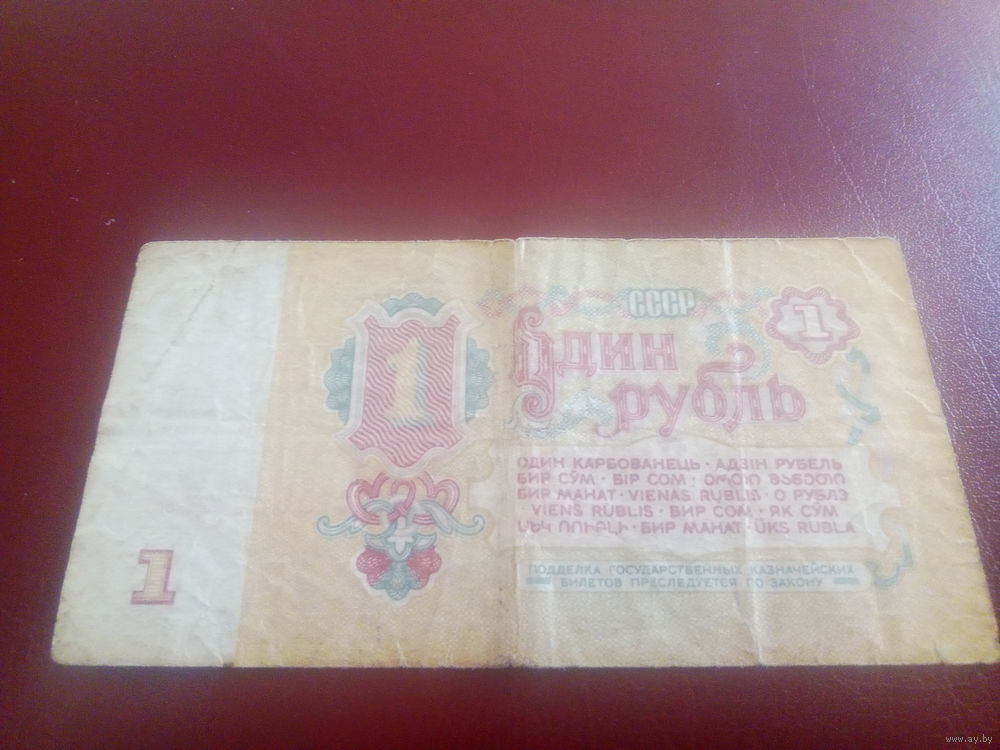 СССР
1
1
Один
рубль
ОДИН КАРБОВАНЕЦЬ · АДЗІН РУБЕЛЬ
БИР СЎМ · БІР СОМ · ᲔᲠᲗᲘ ᲛᲐᲜᲔᲗᲘ
БИР МАНАТ · VIENAS RUBLIS · О РУБЛЭ
VIENS RUBLIS · БИР СОМ · ЯК СӮМ
ՄԵԿ ՌՈՒԲԼԻ · БИР МАНАТ · ÜKS RUBLA
ПОДДЕЛКА ГОСУДАРСТВЕННЫХ КАЗНАЧЕЙСКИХ
БИЛЕТОВ ПРЕСЛЕДУЕТСЯ ПО ЗАКОНУ
1
www.ay.by